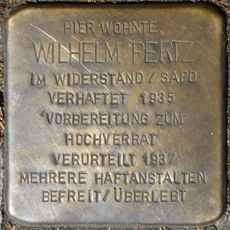 HIER WOHNTE
WILHELM PERTZ
IM WIDERSTAND / SAPD
VERHAFTET 1935
'VORBEREITUNG ZUM
HOCHVERRAT'
VERURTEILT 1937
MEHRERE HAFTANSTALTEN
BEFREIT/ÜBERLEBT